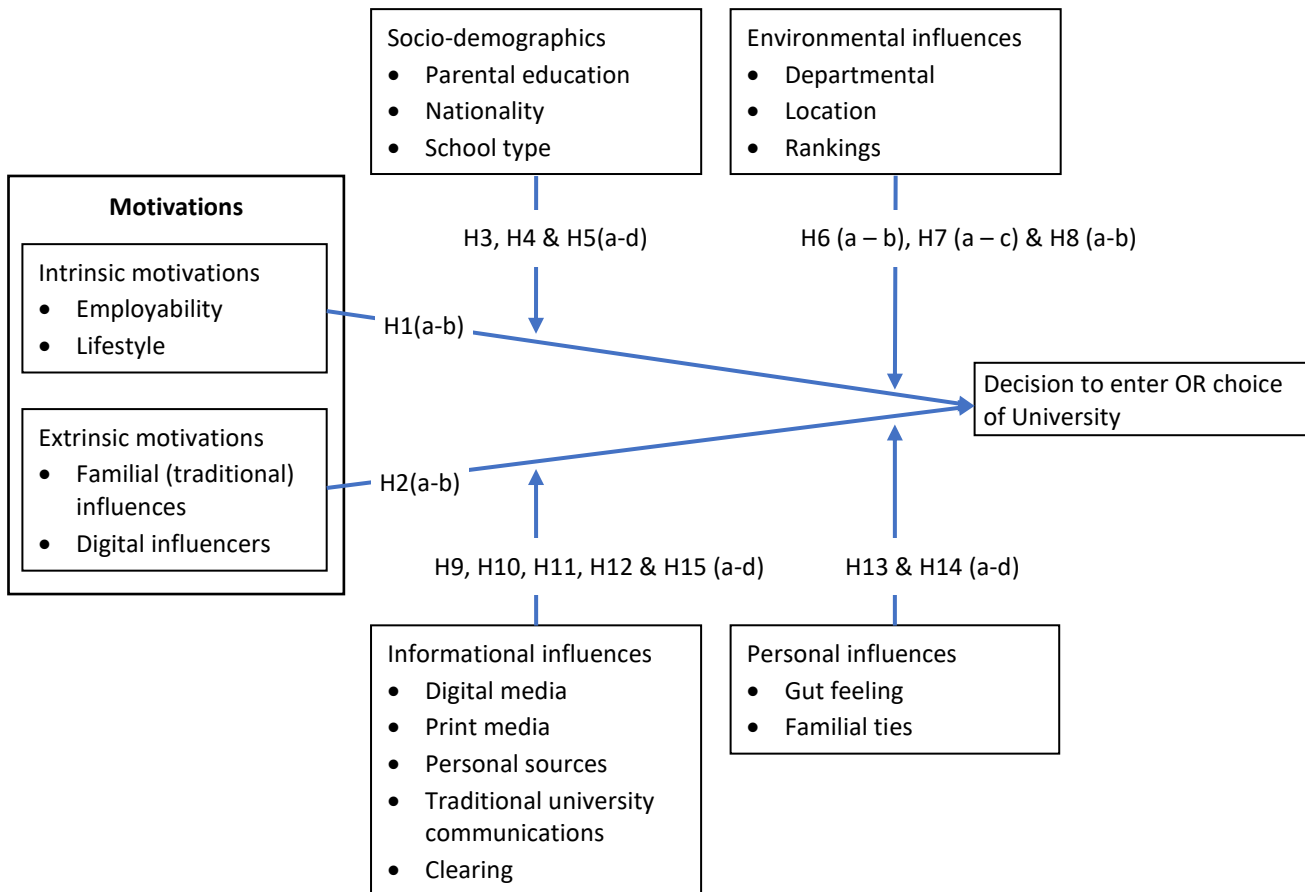 Socio-demographics
• Parental education
• Nationality
• School type
Environmental influences
• Departmental
• Location
• Rankings
H3, H4 & H5(a-d)
H6 (a – b), H7 (a – c) & H8 (a-b)
Motivations
Intrinsic motivations
• Employability
• Lifestyle
H1(a-b)
Extrinsic motivations
• Familial (traditional)
influences
• Digital influencers
H2(a-b)
Decision to enter OR choice
of University
H9, H10, H11, H12 & H15 (a-d)
H13 & H14 (a-d)
Informational influences
• Digital media
• Print media
• Personal sources
• Traditional university
communications
• Clearing
Personal influences
• Gut feeling
• Familial ties